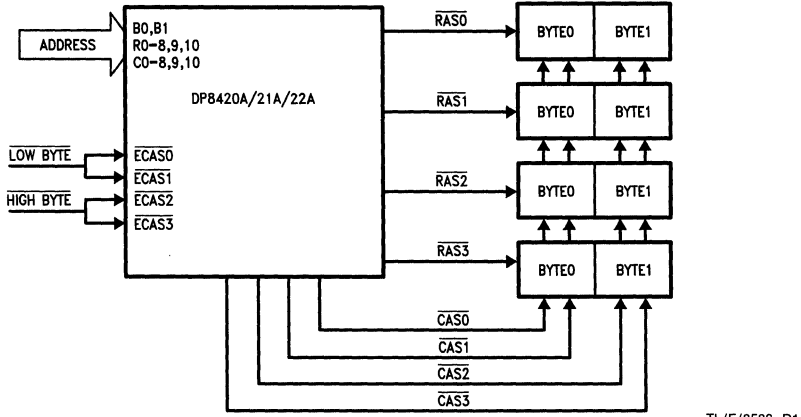 ADDRESS
B0,B1
R0-8,9,10
C0-8,9,10
DP8420A/21A/22A
LOW BYTE
HIGH BYTE
ECAS0
ECAS1
ECAS2
ECAS3
RAS0
RAS1
RAS2
RAS3
BYTE0 BYTE1
BYTE0 BYTE1
BYTE0 BYTE1
BYTE0 BYTE1
CAS0
CAS1
CAS2
CAS3